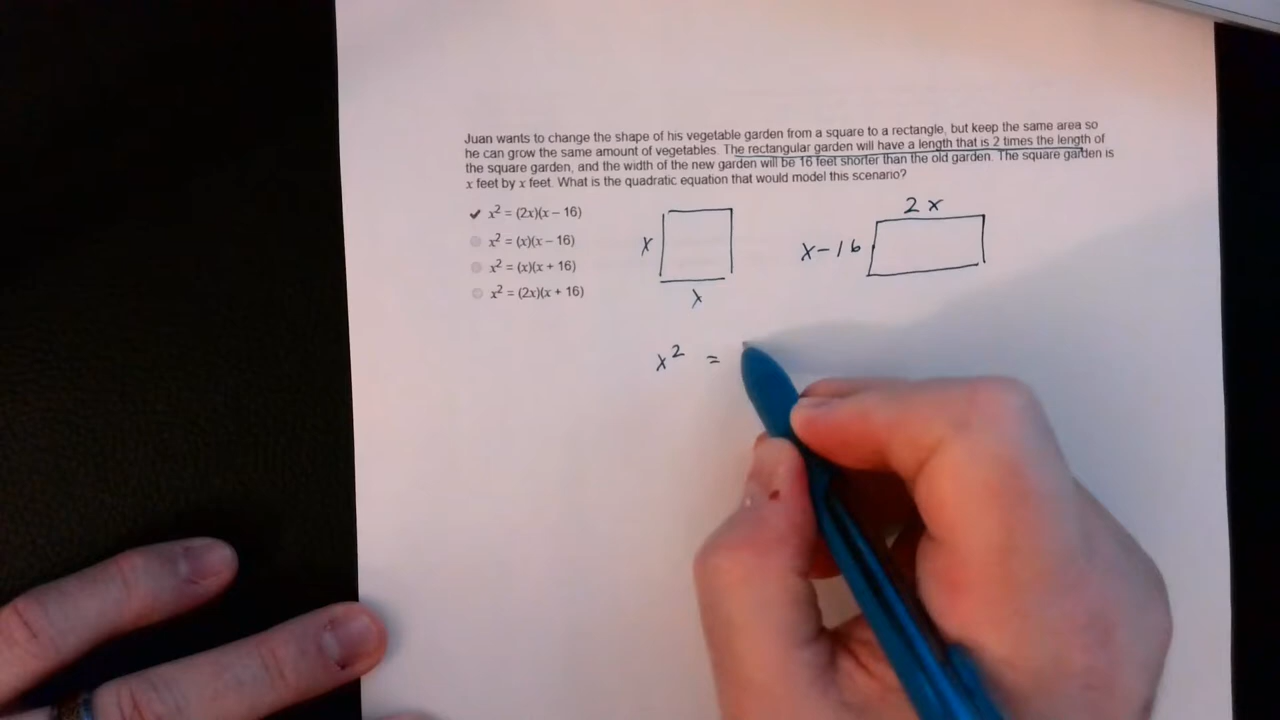 Juan wants to change the shape of his vegetable garden from a square to a rectangle, but keep the same area so
he can grow the same amount of vegetables. The rectangular garden will have a length that is 2 times the length of
the square garden, and the width of the new garden will be 16 feet shorter than the old garden. The square garden is
x feet by x feet. What is the quadratic equation that would model this scenario?
x² = (2x)(x – 16)
x² = (x)(x – 16)
x² = (x)(x + 16)
x² = (2x)(x + 16)
2x
x
x-16
x
x² =